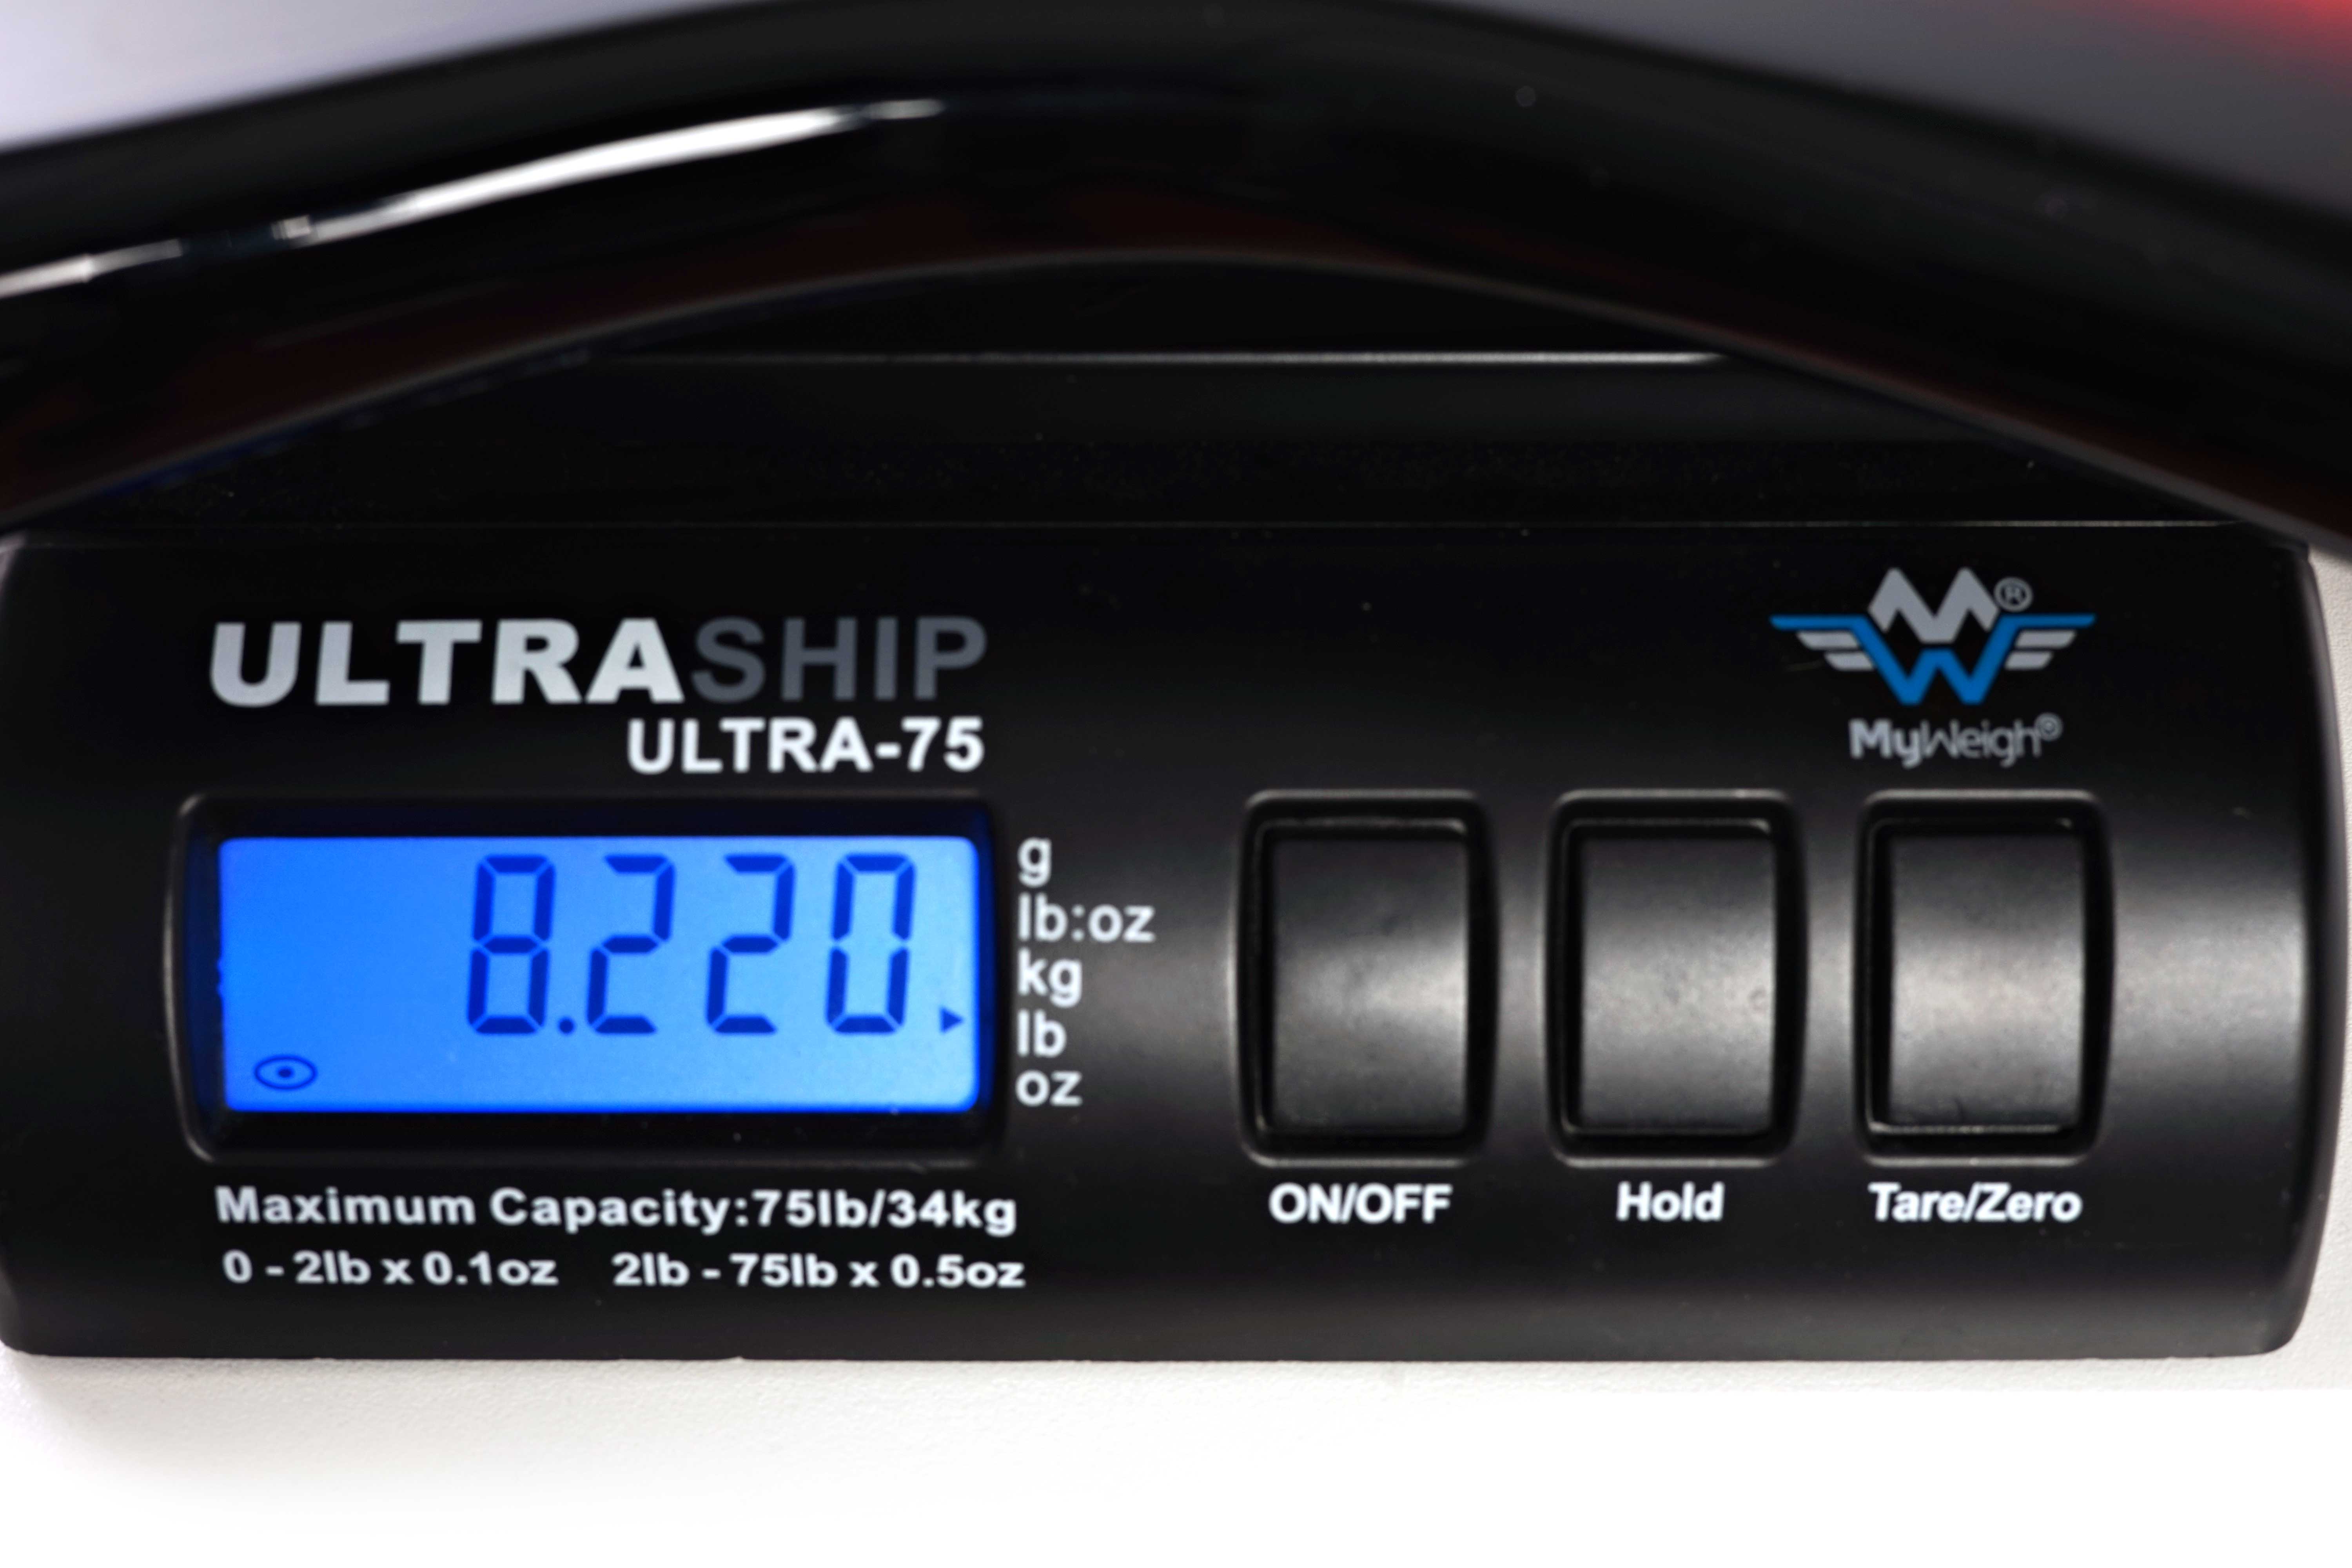 ULTRASHIP
ULTRA-75
MW®
MyWeigh®
8.220
g
lb:oz
kg
lb
oz
ON/OFF
Hold
Tare/Zero
Maximum Capacity:75lb/34kg
0 - 2lb x 0.1oz 2lb - 75lb x 0.5oz